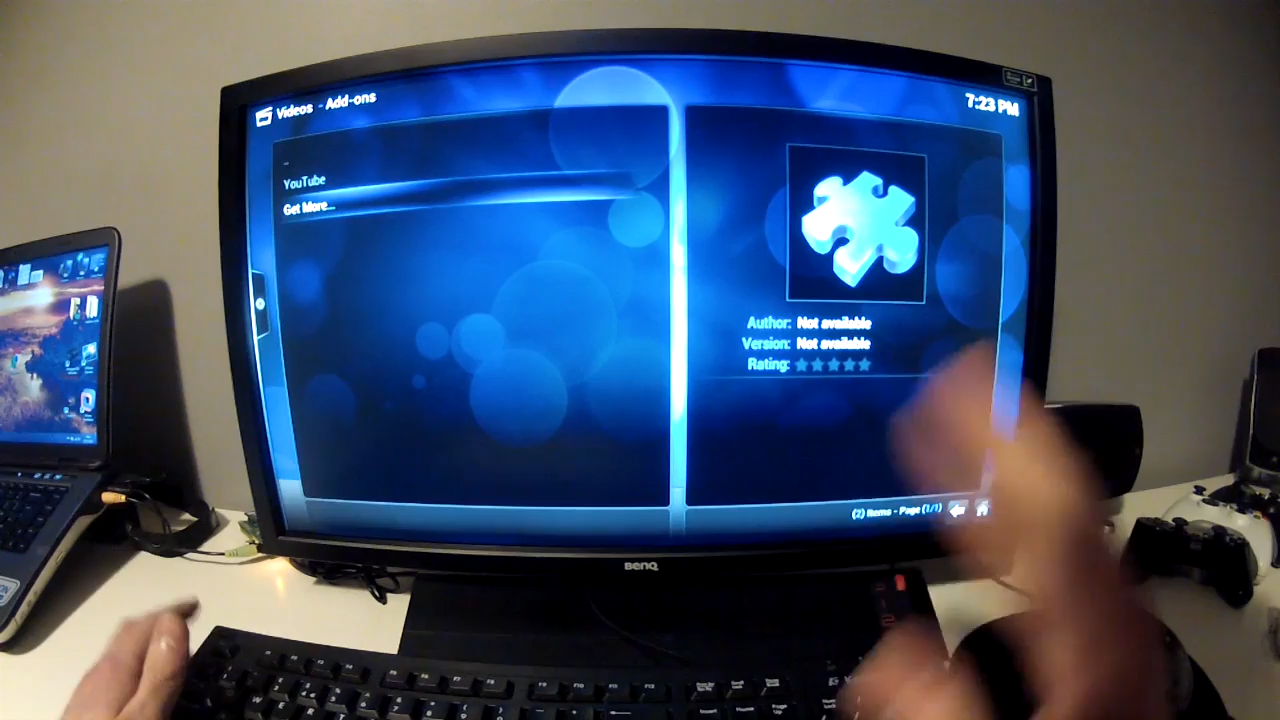 Videos - Add-ons
7:23 PM
..
YouTube
Get More...
Author: Not available
Version: Not available
Rating:
(2) Items - Page (1/1)
BenQ